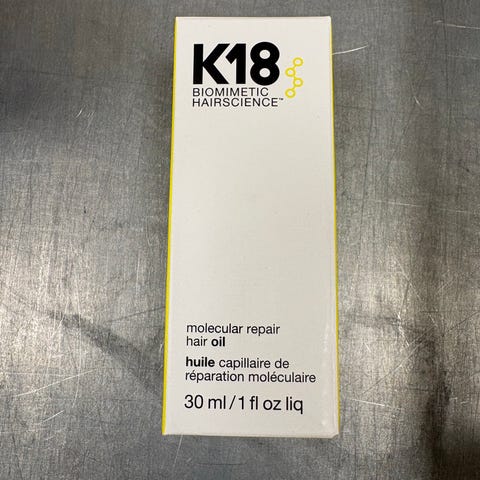 K18
BIOMIMETIC
HAIRSCIENCE™
molecular repair
hair oil
huile capillaire de
réparation moléculaire
30 ml/1 fl oz liq